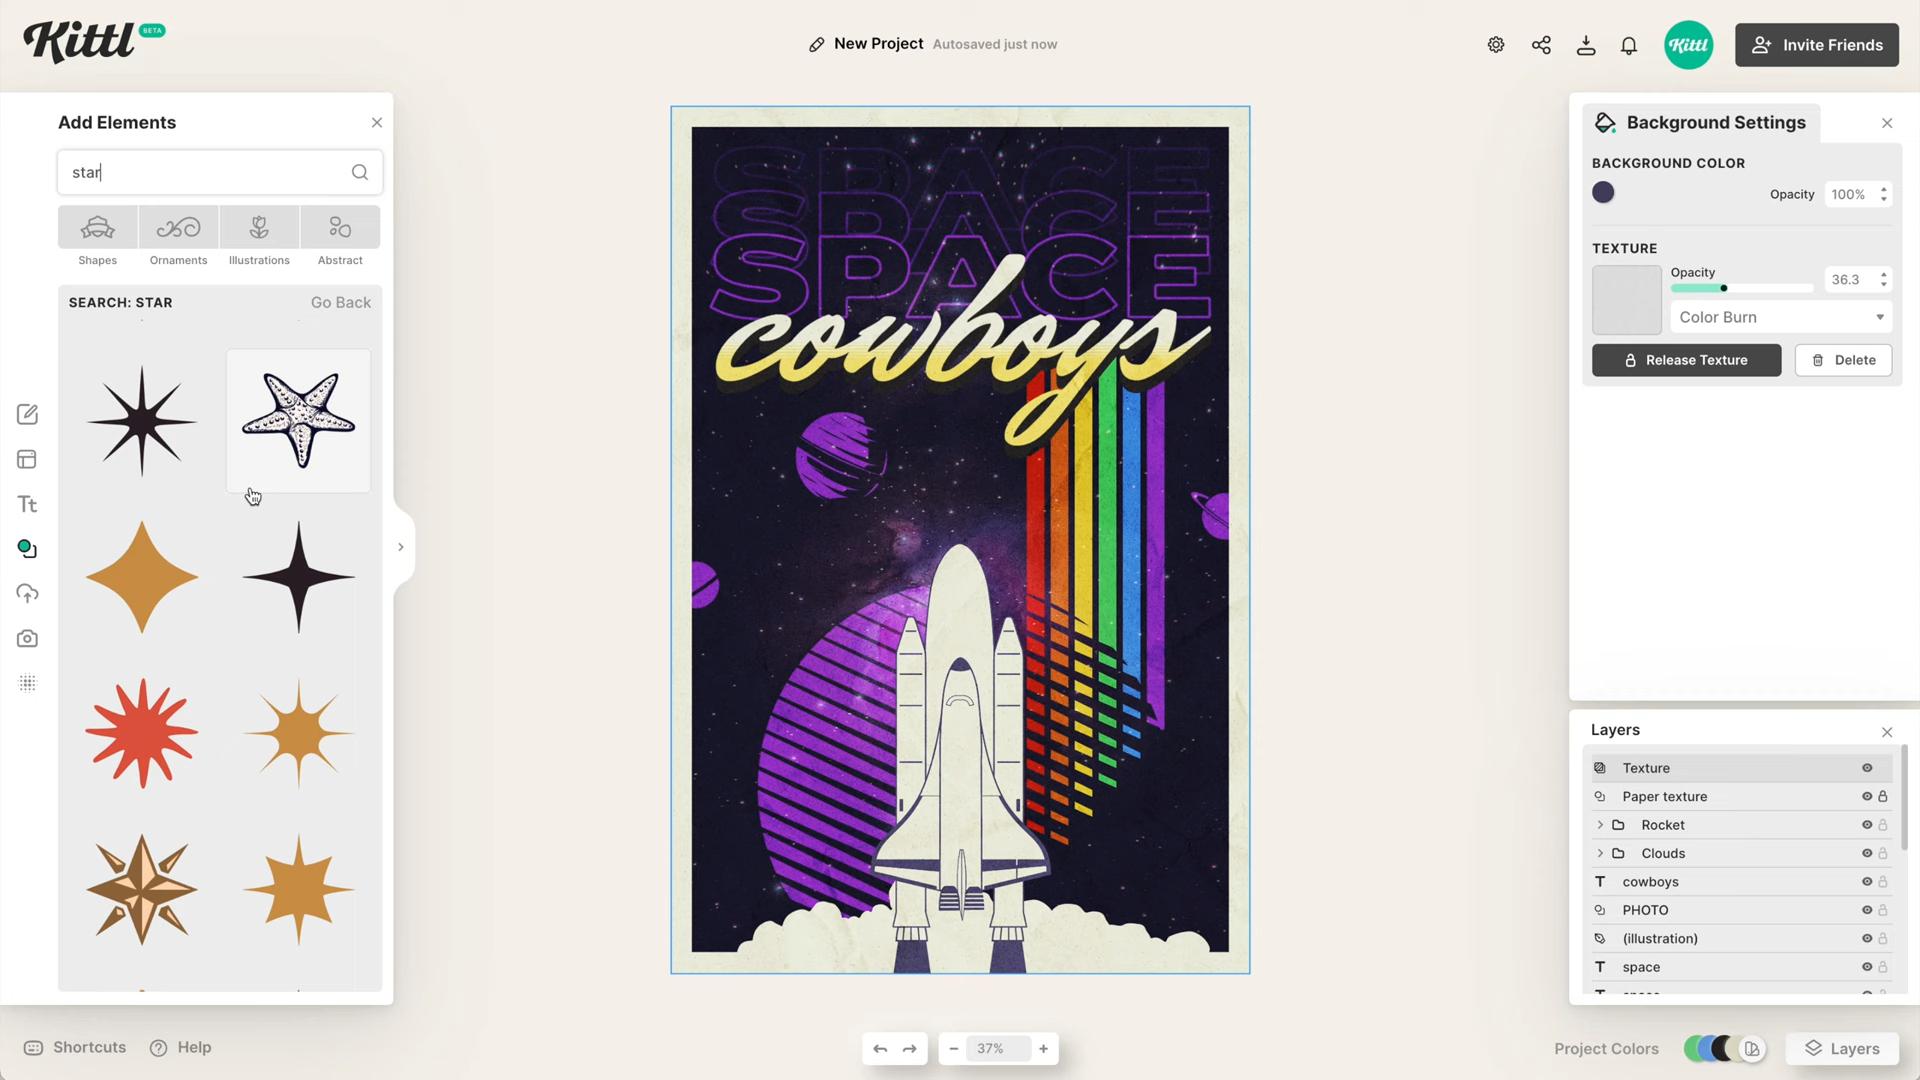 Kittl
BETA
New Project Autosaved just now
Kittl
Invite Friends
Add Elements
star
Shapes
Ornaments
Illustrations
Abstract
SEARCH: STAR
Go Back
Tt
SPACE
SPACE
SPACE
cowboys
Background Settings
BACKGROUND COLOR
Opacity 100%
TEXTURE
Opacity
36.3
Color Burn
Release Texture
Delete
Layers
Texture
Paper texture
Rocket
Clouds
T cowboys
PHOTO
(illustration)
T space
Shortcuts
Help
37%
Project Colors
Layers